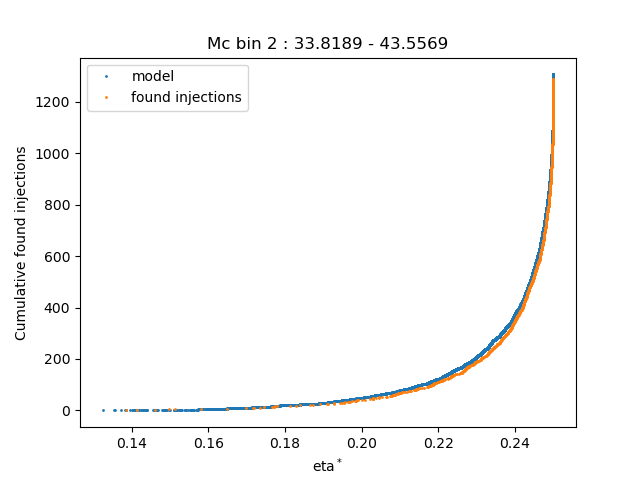 Mc bin 2 : 33.8189 - 43.5569
model
found injections
Cumulative found injections
1200
1000
800
600
400
200
0
0.14 0.16 0.18 0.20 0.22 0.24
eta*